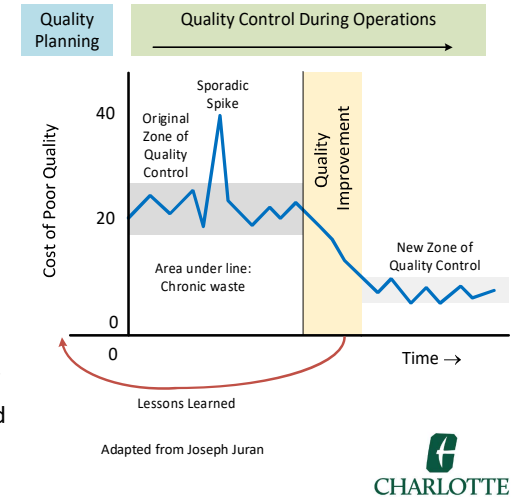 Quality
Planning
Quality Control During Operations
Cost of Poor Quality
40
20
0
0
Original
Zone of
Quality
Control
Sporadic
Spike
Area under line:
Chronic waste
Quality
Improvement
New Zone of
Quality Control
Time →
Lessons Learned
d
Adapted from Joseph Juran
CHARLOTTE